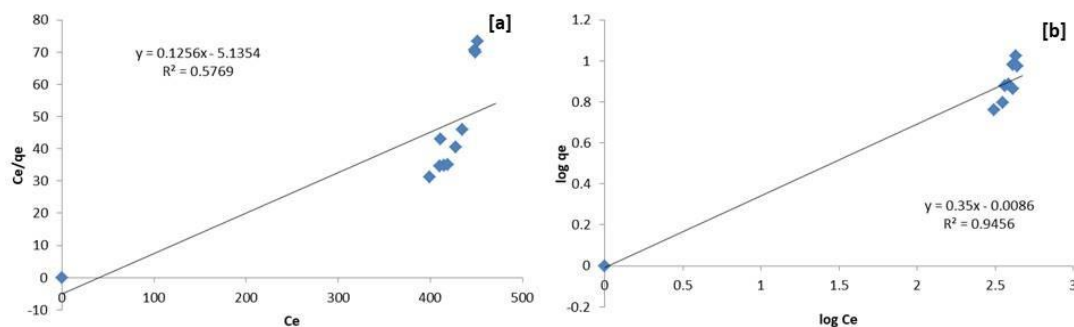 [a]
y = 0.1256x - 5.1354
R² = 0.5769
80
70
60
50
40
30
20
10
0
-10
0 100 200 300 400 500
Ce/qe
Ce
[b]
y = 0.35x - 0.0086
R² = 0.9456
1.2
1
0.8
0.6
0.4
0.2
0
-0.2
0 0.5 1 1.5 2 2.5 3
log qe
log Ce